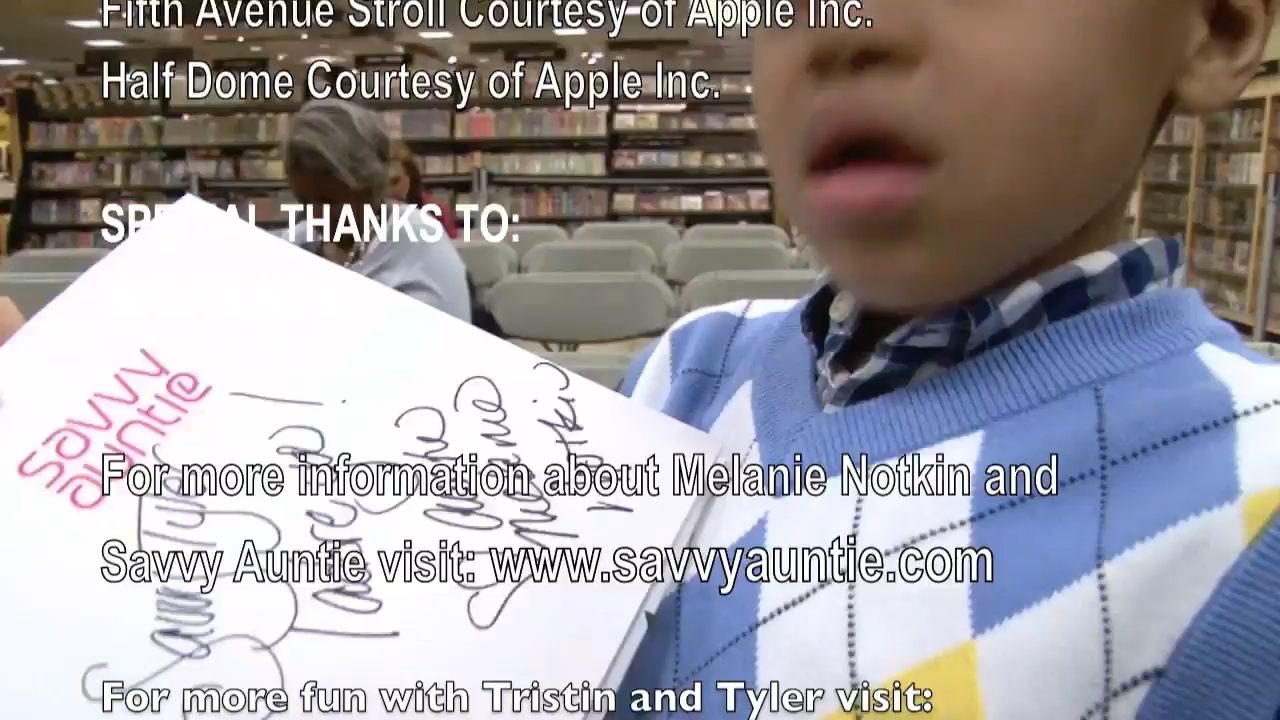 Fifth Avenue Stroll Courtesy of Apple Inc.
Half Dome Courtesy of Apple Inc.
SPECIAL THANKS TO:
savvy
auntie
For more information about Melanie Notkin and
Savvy Auntie visit: www.savvyauntie.com
For more fun with Tristin and Tyler visit: